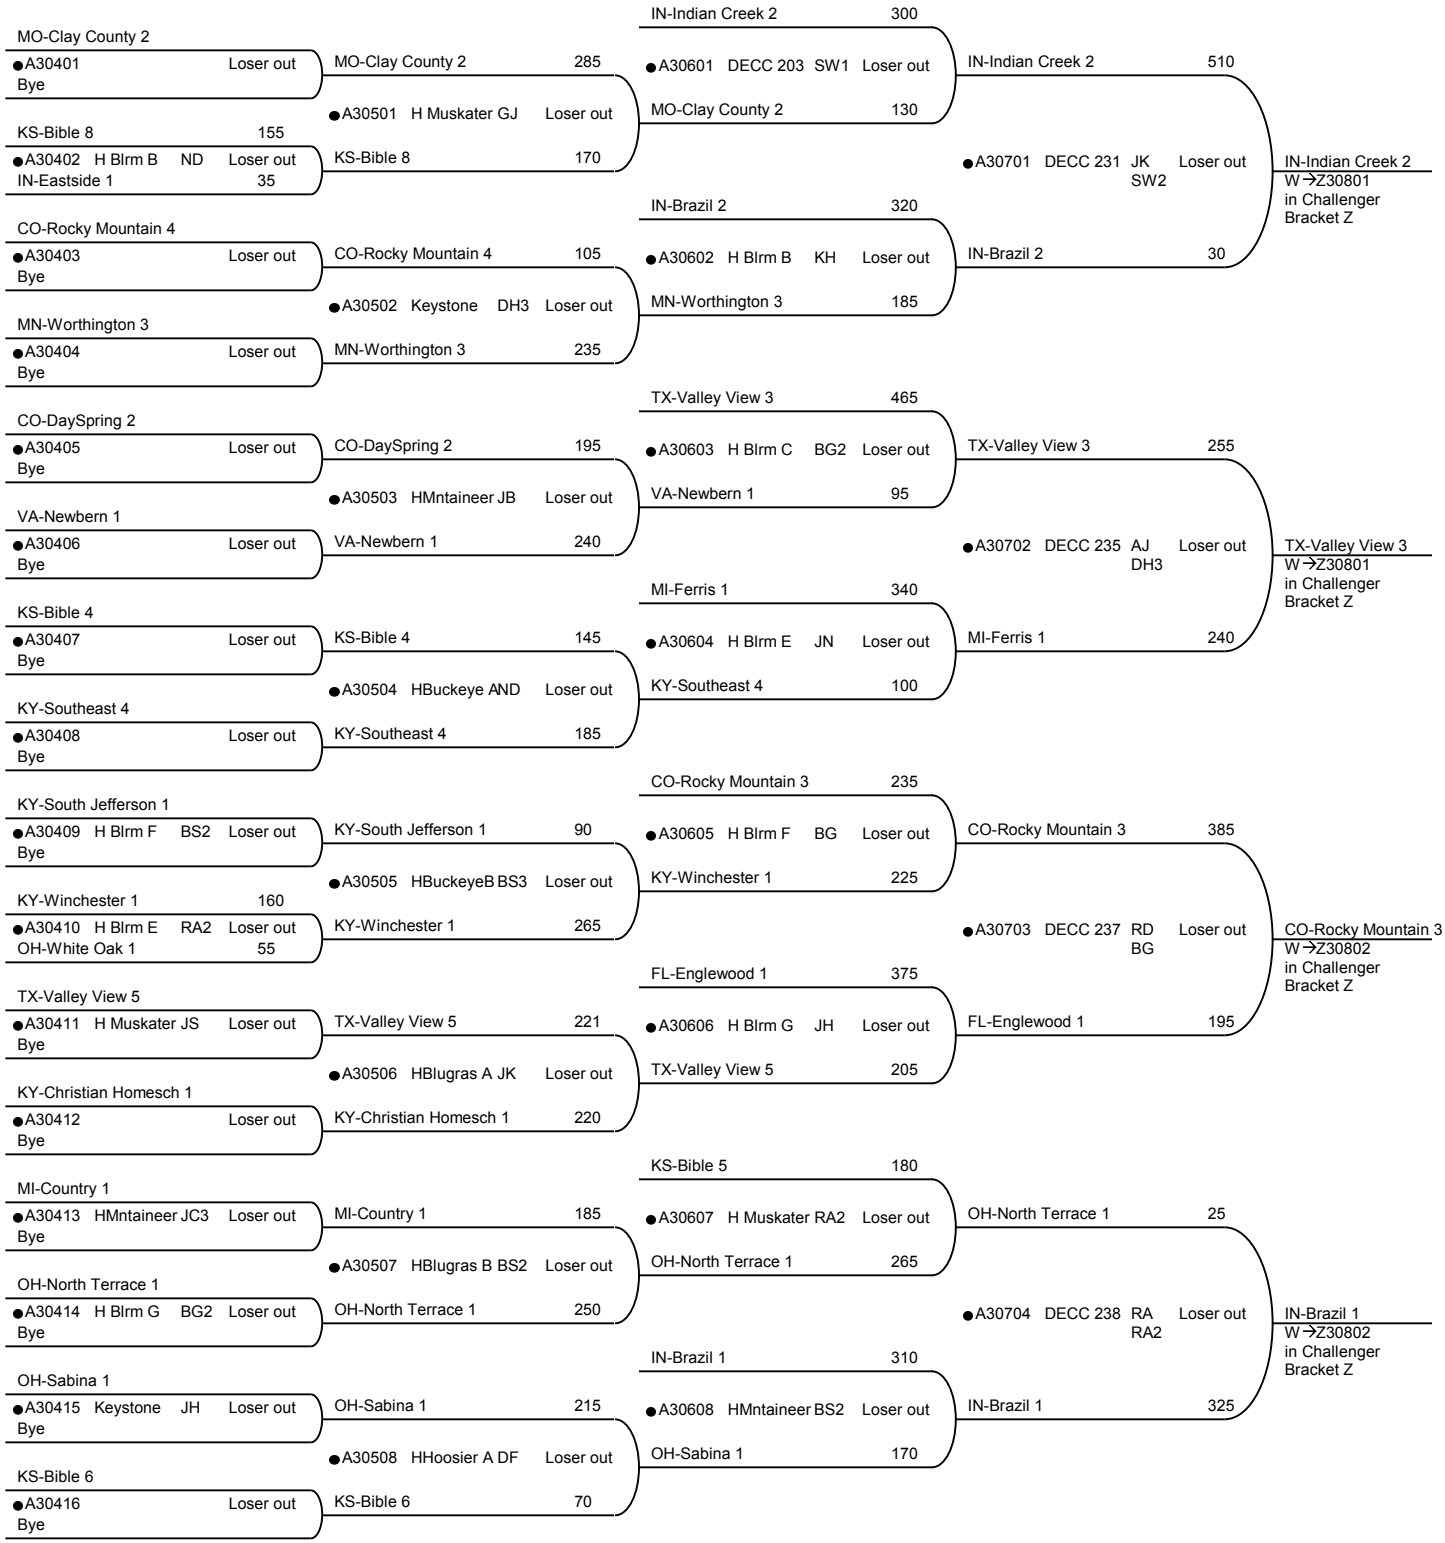 MO-Clay County 2
●A30401 Loser out
Bye
KS-Bible 8 155
●A30402 H Blrm B ND Loser out
IN-Eastside 1 35
CO-Rocky Mountain 4
●A30403 Loser out
Bye
MN-Worthington 3
●A30404 Loser out
Bye
CO-DaySpring 2
●A30405 Loser out
Bye
VA-Newbern 1
●A30406 Loser out
Bye
KS-Bible 4
●A30407 Loser out
Bye
KY-Southeast 4
●A30408 Loser out
Bye
KY-South Jefferson 1
●A30409 H Blrm F BS2 Loser out
Bye
KY-Winchester 1 160
●A30410 H Blrm E RA2 Loser out
OH-White Oak 1 55
TX-Valley View 5
●A30411 H Muskater JS Loser out
Bye
KY-Christian Homesch 1
●A30412 Loser out
Bye
MI-Country 1
●A30413 HMntaineer JC3 Loser out
Bye
OH-North Terrace 1
●A30414 H Blrm G BG2 Loser out
Bye
OH-Sabina 1
●A30415 Keystone JH Loser out
Bye
KS-Bible 6
●A30416 Loser out
Bye
MO-Clay County 2 285
●A30501 H Muskater GJ Loser out
KS-Bible 8 170
CO-Rocky Mountain 4 105
●A30502 Keystone DH3 Loser out
MN-Worthington 3 235
CO-DaySpring 2 195
●A30503 HMntaineer JB Loser out
VA-Newbern 1 240
KS-Bible 4 145
●A30504 HBuckeye AND Loser out
KY-Southeast 4 185
KY-South Jefferson 1 90
●A30505 HBuckeyeB BS3 Loser out
KY-Winchester 1 265
TX-Valley View 5 221
●A30506 HBlugras A JK Loser out
KY-Christian Homesch 1 220
MI-Country 1 185
●A30507 HBlugras B BS2 Loser out
OH-North Terrace 1 250
OH-Sabina 1 215
●A30508 HHoosier A DF Loser out
KS-Bible 6 70
IN-Indian Creek 2 300
●A30601 DECC 203 SW1 Loser out
MO-Clay County 2 130
IN-Brazil 2 320
●A30602 H Blrm B KH Loser out
MN-Worthington 3 185
TX-Valley View 3 465
●A30603 H Blrm C BG2 Loser out
VA-Newbern 1 95
MI-Ferris 1 340
●A30604 H Blrm E JN Loser out
KY-Southeast 4 100
CO-Rocky Mountain 3 235
●A30605 H Blrm F BG Loser out
KY-Winchester 1 225
FL-Englewood 1 375
●A30606 H Blrm G JH Loser out
TX-Valley View 5 205
KS-Bible 5 180
●A30607 H Muskater RA2 Loser out
OH-North Terrace 1 265
IN-Brazil 1 310
●A30608 HMntaineer BS2 Loser out
OH-Sabina 1 170
IN-Indian Creek 2 510
●A30701 DECC 231 JK Loser out
SW2
IN-Brazil 2 30
TX-Valley View 3 255
●A30702 DECC 235 AJ Loser out
DH3
MI-Ferris 1 240
CO-Rocky Mountain 3 385
●A30703 DECC 237 RD Loser out
BG
FL-Englewood 1 195
OH-North Terrace 1 25
●A30704 DECC 238 RA Loser out
RA2
IN-Brazil 1 325
IN-Indian Creek 2
W→Z30801
in Challenger
Bracket Z
TX-Valley View 3
W→Z30801
in Challenger
Bracket Z
CO-Rocky Mountain 3
W→Z30802
in Challenger
Bracket Z
IN-Brazil 1
W→Z30802
in Challenger
Bracket Z